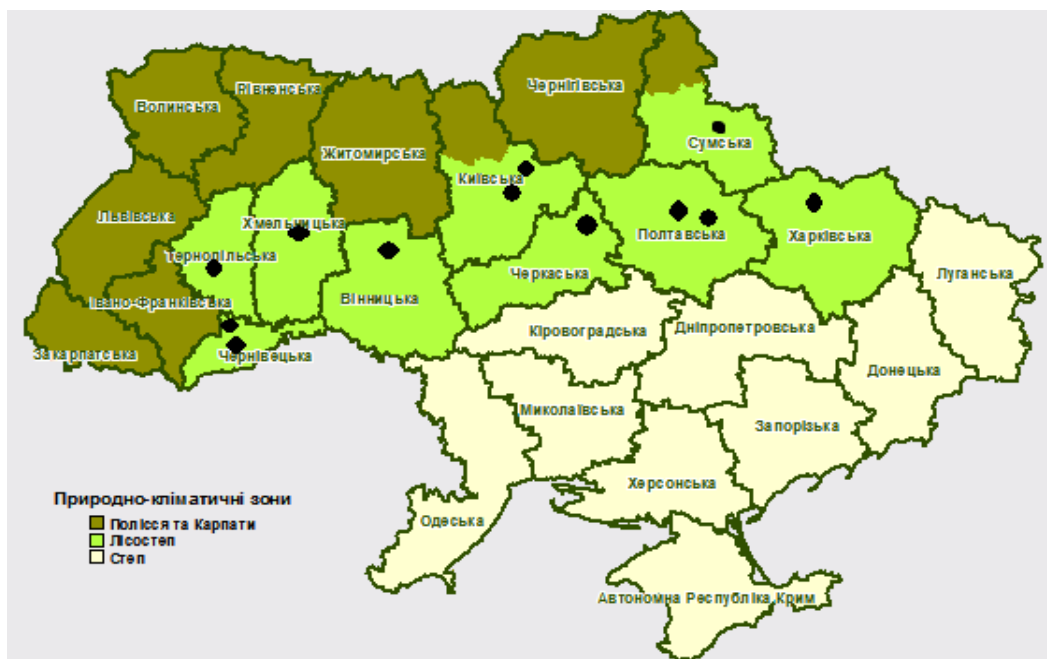 Волинська
Рівненська
Чернігівська
Житомирська
Сумська
Київська
Львівська
Хмельницька
Полтавська
Харківська
Тернопільська
Черкаська
Луганська
Івано-Франківська
Вінницька
Кіровоградська
Дніпропетровська
Закарпатська
Чернівецька
Донецька
Миколаївська
Запорізька
Херсонська
Одеська
Автономна Республіка Крим
Природно-кліматичні зони
Полісся та Карпати
Лісостеп
Степ